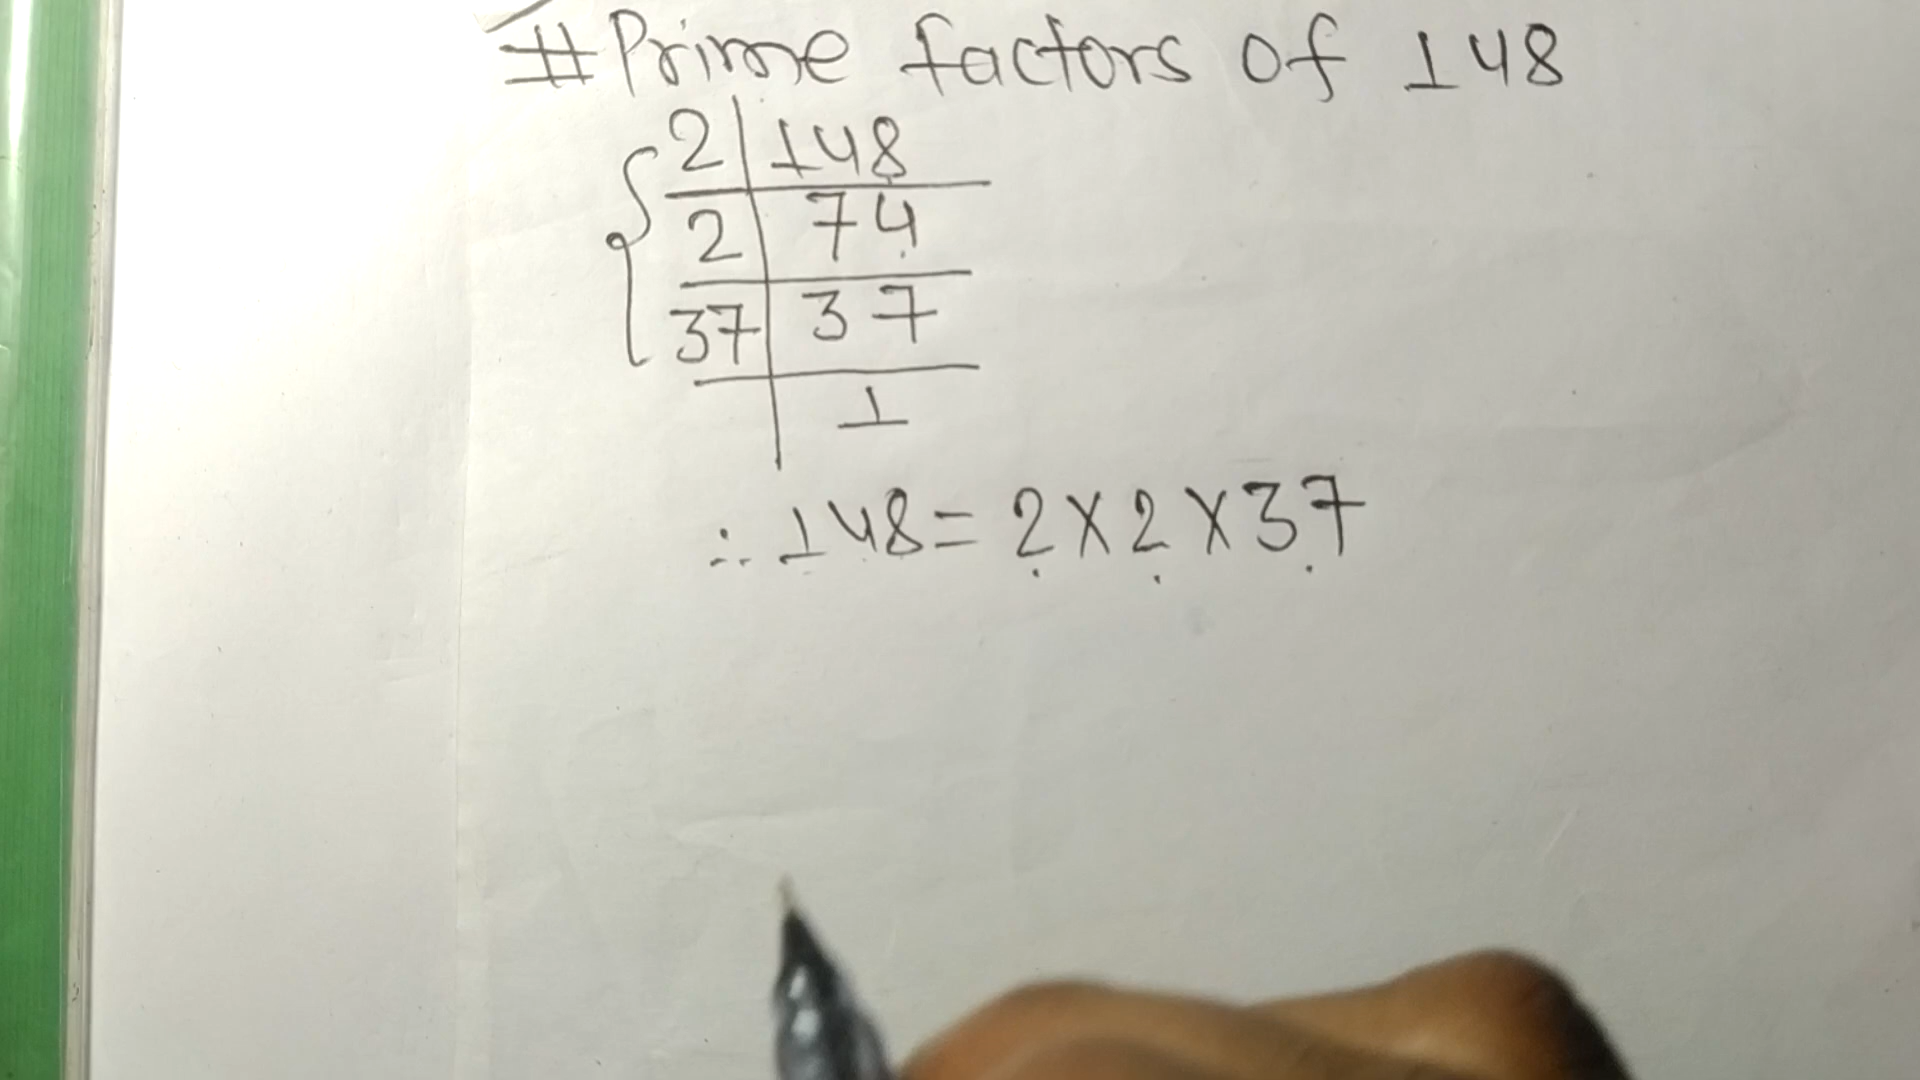 # Prime factors of 148
2 | 148
2 | 74
37 | 37
1
∴ 148 = 2 × 2 × 37